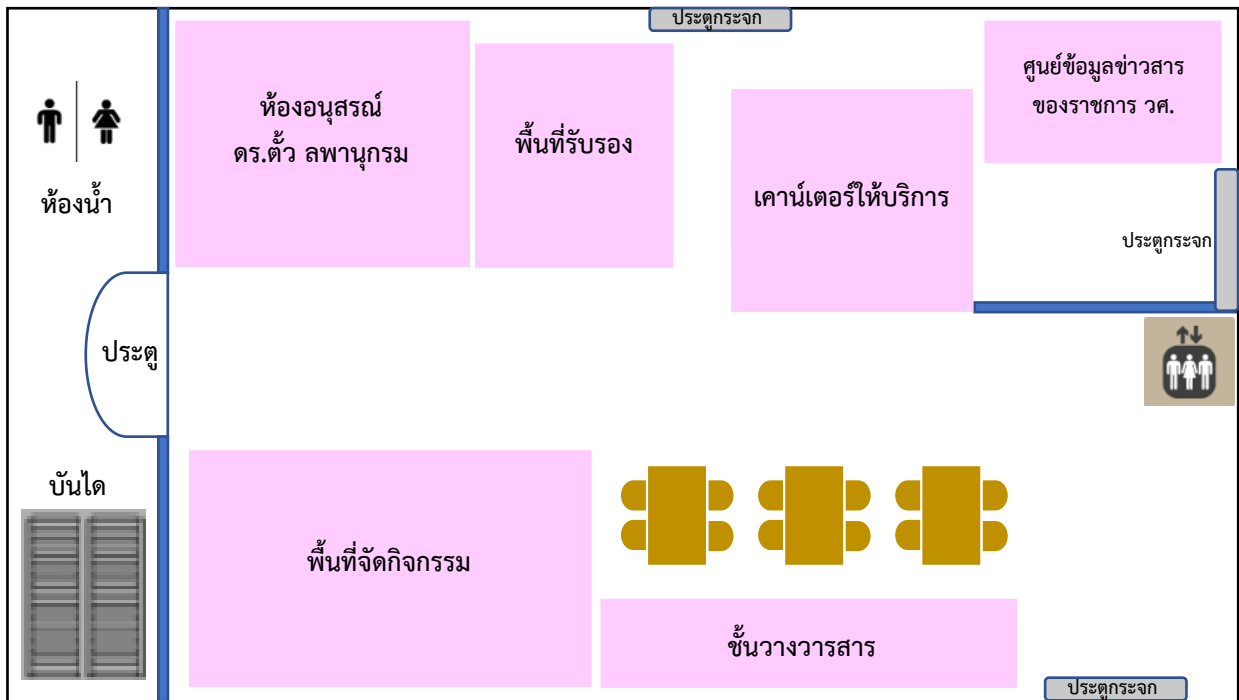 ประตูกระจก
ห้องอนุสรณ์
ดร.ตั้ว ลพานุกรม
พื้นที่รับรอง
ศูนย์ข้อมูลข่าวสาร
ของราชการ วศ.
เคาน์เตอร์ให้บริการ
ห้องน้ำ
ประตูกระจก
ประตู
บันได
พื้นที่จัดกิจกรรม
ชั้นวางวารสาร
ประตูกระจก